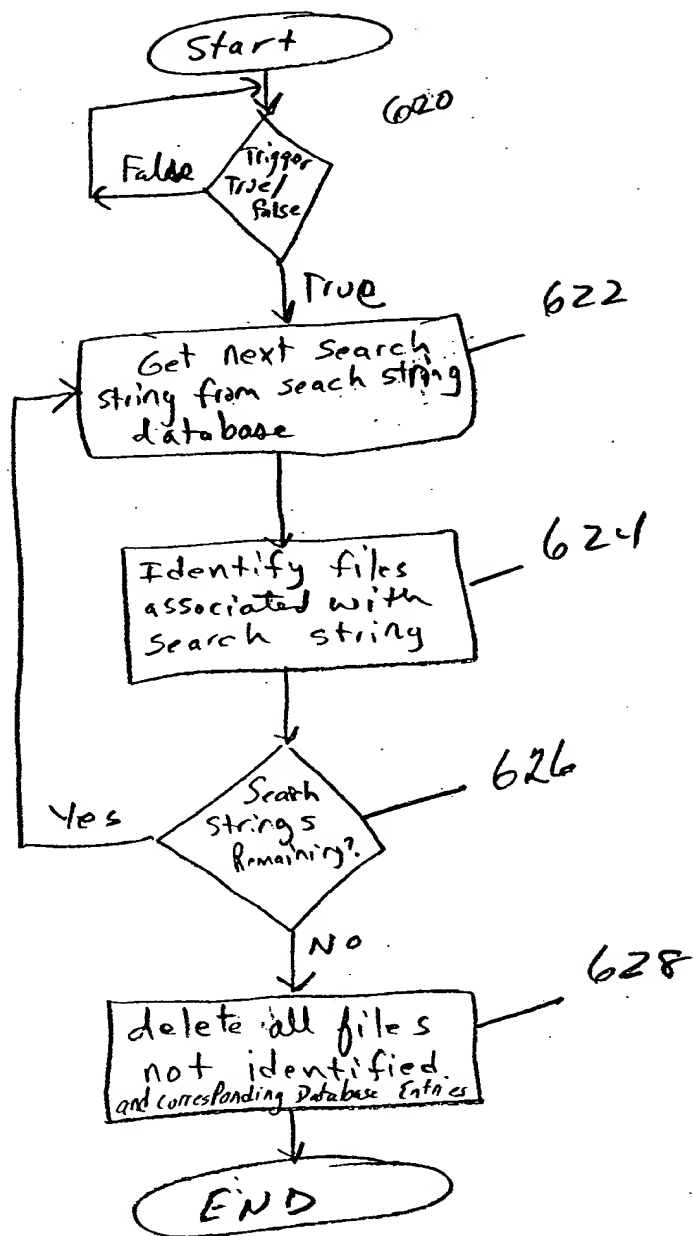 Start
620
Trigger
True/
False
False
True
622
Get next search
string from seach string
database
624
Identify files
associated with
search string
626
Search
strings
Remaining?
Yes
No
628
delete all files
not identified.
and corresponding Database Entries
END